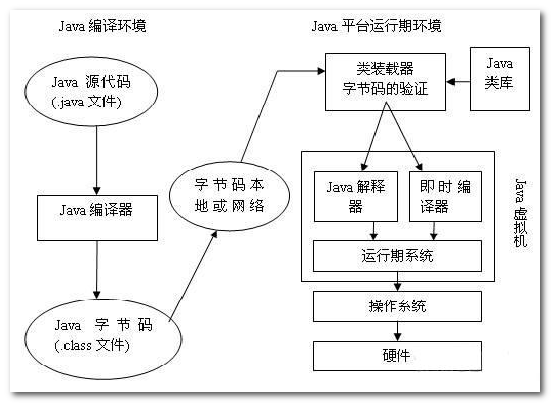 Java 编译环境
Java 平台运行期环境
Java 源代码
(.java 文件)
Java 编译器
Java 字节码
(.class 文件)
字节码本
地或网络
类装载器
字节码的验证
Java
类库
Java 解释
器
即时编
译器
运行期系统
Java 虚拟机
操作系统
硬件